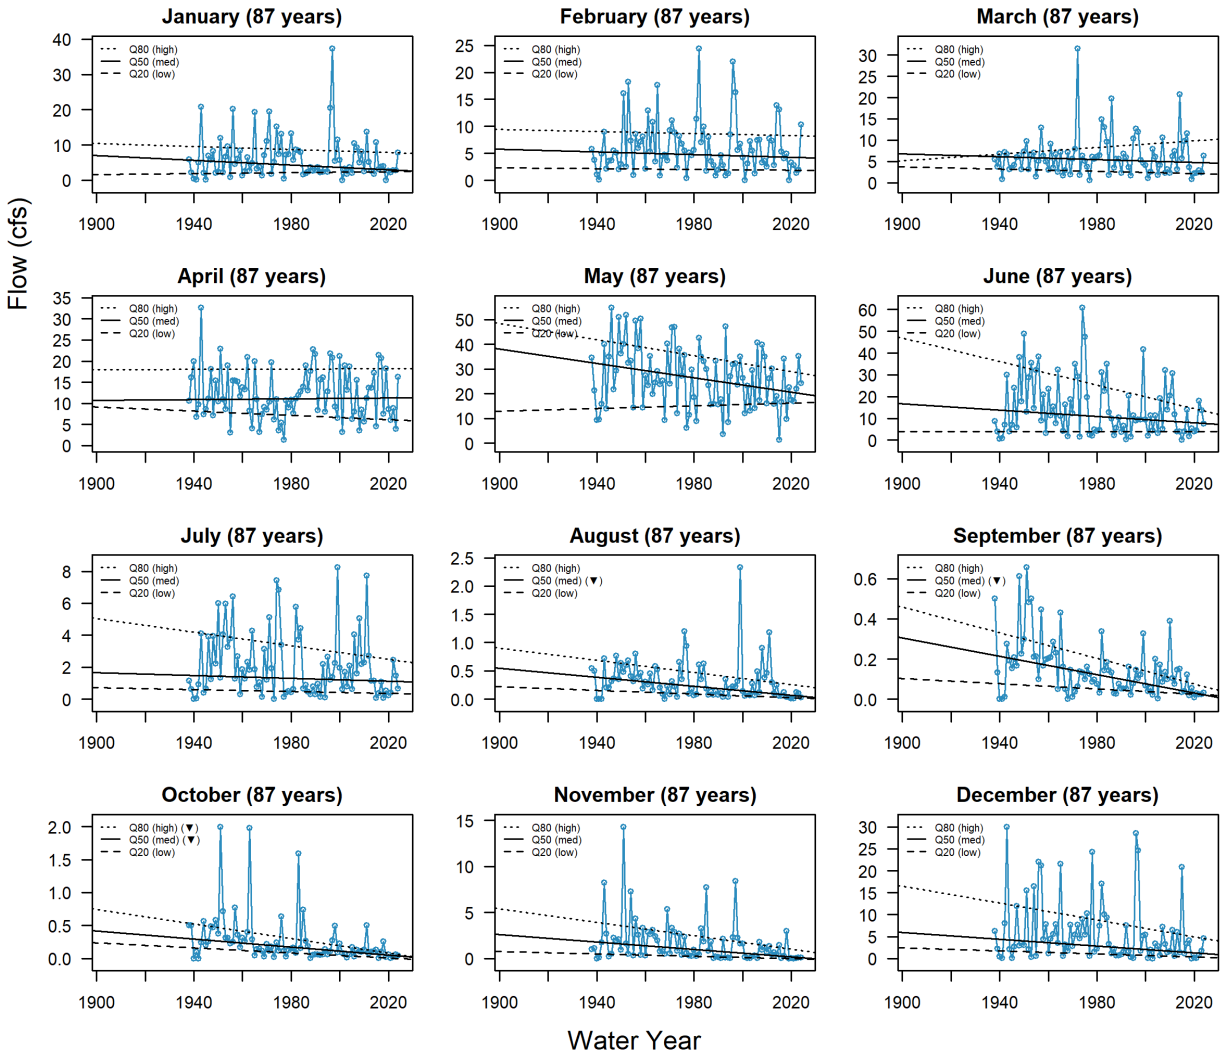 January (87 years)
Q80 (high)
Q50 (med)
Q20 (low)
40
30
20
10
0
1900
1940
1980
2020
February (87 years)
Q80 (high)
Q50 (med)
Q20 (low)
25
20
15
10
5
0
1900
1940
1980
2020
March (87 years)
Q80 (high)
Q50 (med)
Q20 (low)
30
25
20
15
10
5
0
1900
1940
1980
2020
Flow (cfs)
April (87 years)
Q80 (high)
Q50 (med)
Q20 (low)
35
30
25
20
15
10
5
0
1900
1940
1980
2020
May (87 years)
Q80 (high)
Q50 (med)
Q20 (low)
50
40
30
20
10
0
1900
1940
1980
2020
June (87 years)
Q80 (high)
Q50 (med)
Q20 (low)
60
50
40
30
20
10
0
1900
1940
1980
2020
July (87 years)
Q80 (high)
Q50 (med)
Q20 (low)
8
6
4
2
0
1900
1940
1980
2020
August (87 years)
Q80 (high)
Q50 (med) (▼)
Q20 (low)
2.5
2.0
1.5
1.0
0.5
0.0
1900
1940
1980
2020
September (87 years)
Q80 (high)
Q50 (med) (▼)
Q20 (low)
0.6
0.4
0.2
0.0
1900
1940
1980
2020
October (87 years)
Q80 (high) (▼)
Q50 (med) (▼)
Q20 (low)
2.0
1.5
1.0
0.5
0.0
1900
1940
1980
2020
November (87 years)
Q80 (high)
Q50 (med)
Q20 (low)
15
10
5
0
1900
1940
1980
2020
December (87 years)
Q80 (high)
Q50 (med)
Q20 (low)
30
25
20
15
10
5
0
1900
1940
1980
2020
Water Year